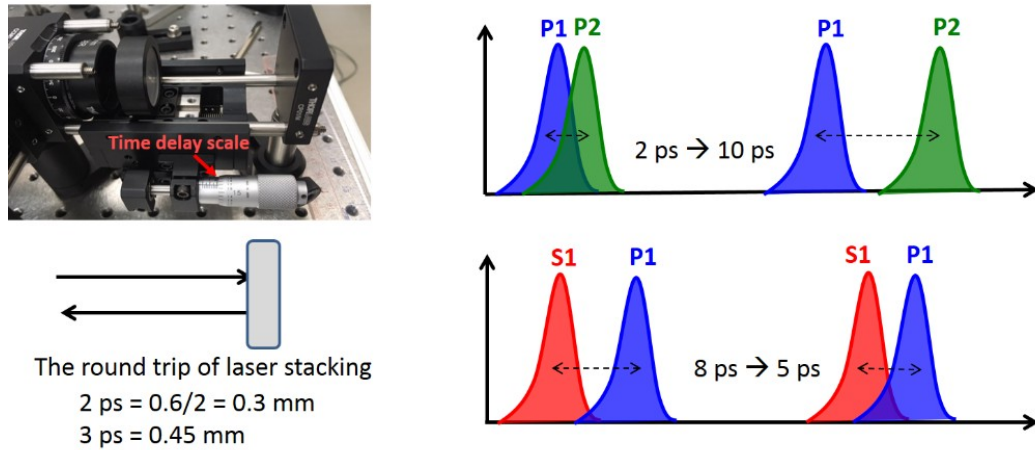 Time delay scale
The round trip of laser stacking
2 ps = 0.6/2 = 0.3 mm
3 ps = 0.45 mm
P1 P2 P1 P2
2 ps → 10 ps
S1 P1 S1 P1
8 ps → 5 ps